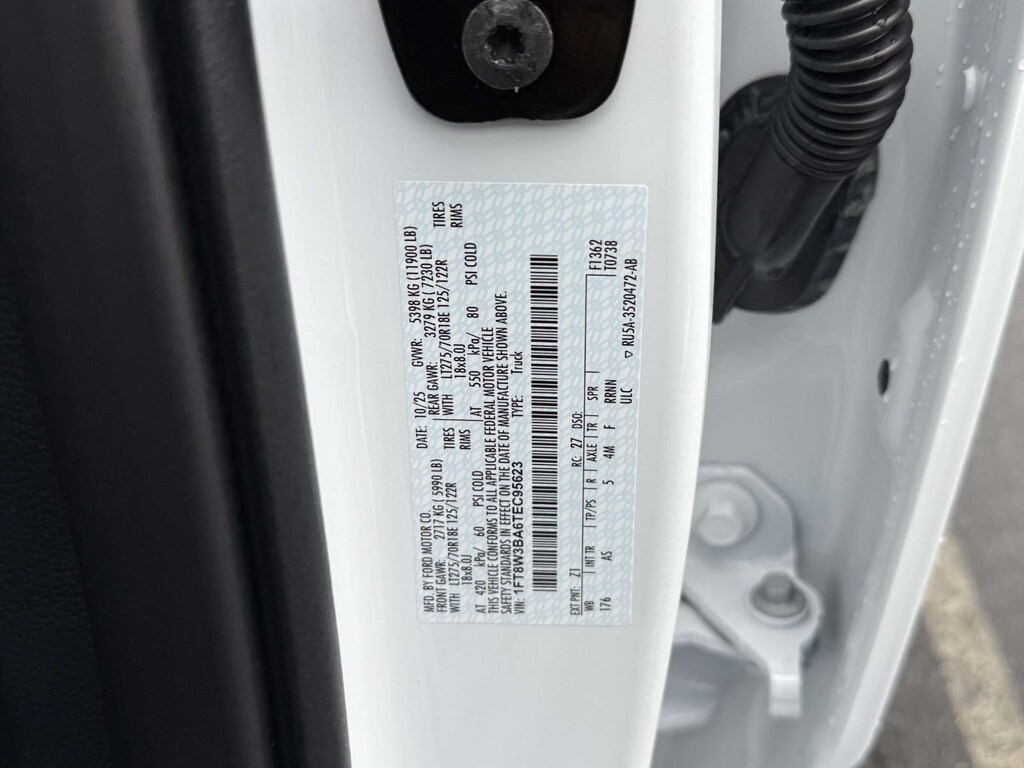 MFD. BY FORD MOTOR CO. DATE: 10/25 GVWR: 5398 KG (11900 LB)
FRONT GAWR: 2717 KG (5990 LB) REAR GAWR: 3279 KG (7230 LB)
WITH LT275/70R18E 125/122R TIRES WITH LT275/70R18E 125/122R TIRES
18x8.0J RIMS 18x8.0J RIMS
AT 420 kPa/ 60 PSI COLD AT 550 kPa/ 80 PSI COLD
THIS VEHICLE CONFORMS TO ALL APPLICABLE FEDERAL MOTOR VEHICLE
SAFETY STANDARDS IN EFFECT ON THE DATE OF MANUFACTURE SHOWN ABOVE.
VIN: 1FT8W3BA6TEC95623 TYPE: Truck
EXT PNT: Z1 RC: 27 DSO: F1362
WB INT TR TP/PS R AXLE TR SPR T0738
176 AS 5 4M F RRNN
ULC ▽ RU5A-3520472-AB